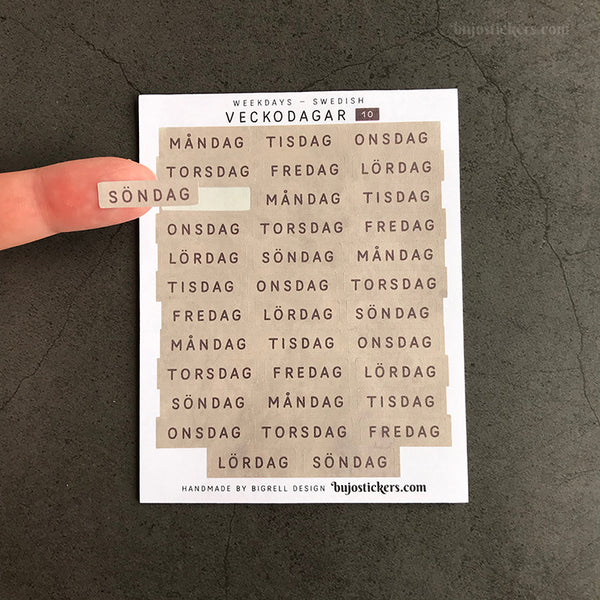 bujostickers.com
WEEKDAYS – SWEDISH
VECKODAGAR 10
MÅNDAG TISDAG ONSDAG
TORSDAG FREDAG LÖRDAG
SÖNDAG MÅNDAG TISDAG
ONSDAG TORSDAG FREDAG
LÖRDAG SÖNDAG MÅNDAG
TISDAG ONSDAG TORSDAG
FREDAG LÖRDAG SÖNDAG
MÅNDAG TISDAG ONSDAG
TORSDAG FREDAG LÖRDAG
SÖNDAG MÅNDAG TISDAG
ONSDAG TORSDAG FREDAG
LÖRDAG SÖNDAG
HANDMADE BY BIGRELL DESIGN bujostickers.com